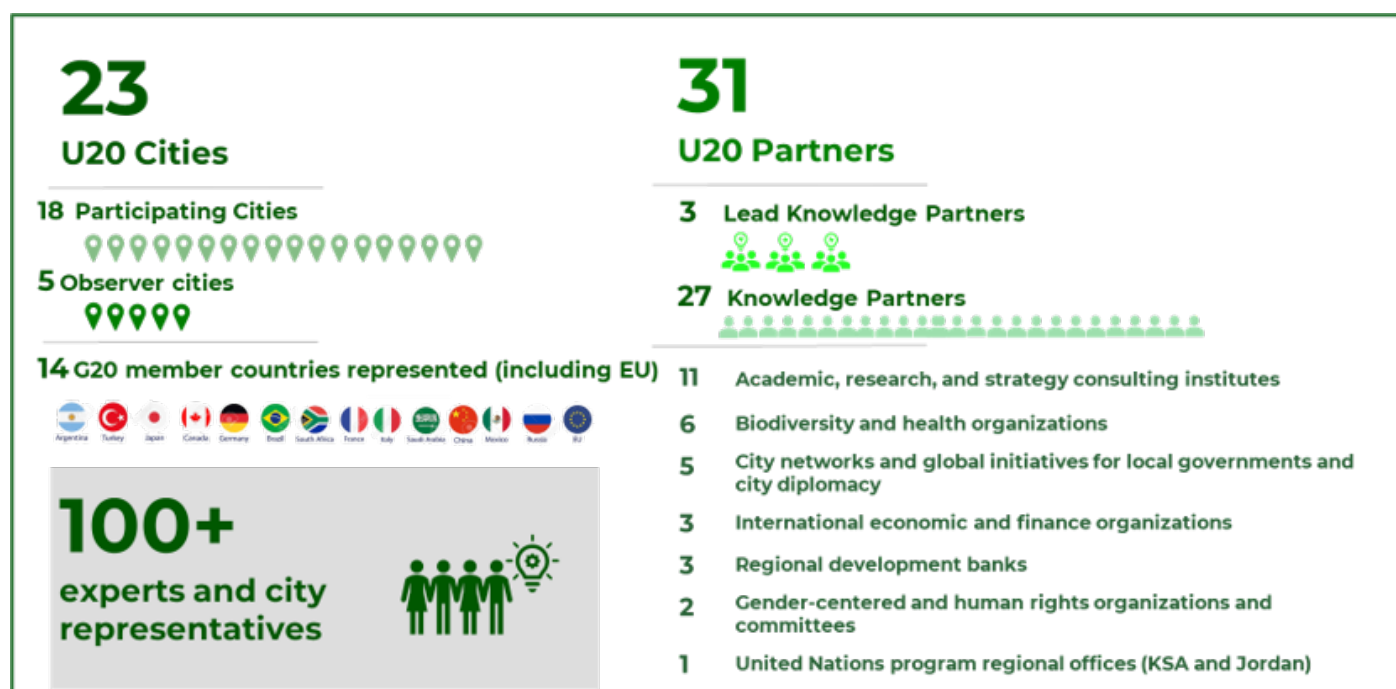 23
U20 Cities
18 Participating Cities
5 Observer cities
14 G20 member countries represented (including EU)
Argentina Turkey Japan Canada Germany Brazil South Africa France Italy Saudi Arabia China Mexico Russia EU
100+
experts and city
representatives
31
U20 Partners
3 Lead Knowledge Partners
27 Knowledge Partners
11 Academic, research, and strategy consulting institutes
6 Biodiversity and health organizations
5 City networks and global initiatives for local governments and
city diplomacy
3 International economic and finance organizations
3 Regional development banks
2 Gender-centered and human rights organizations and
committees
1 United Nations program regional offices (KSA and Jordan)